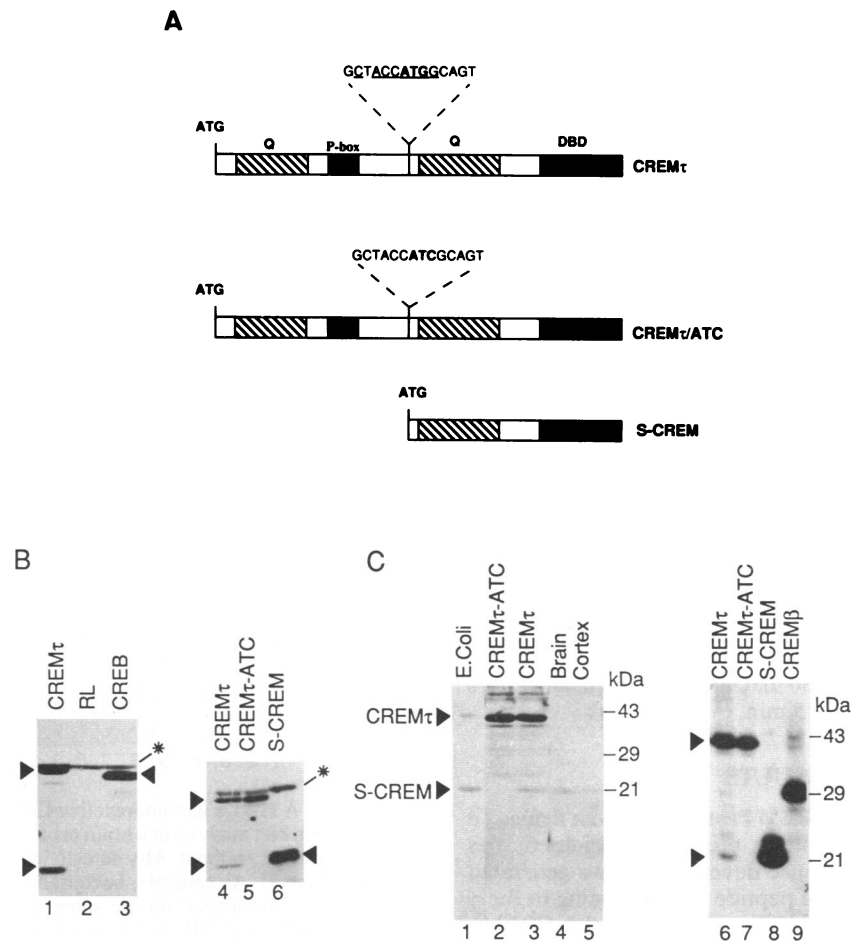 A
GCTACCATGGCAGT
ATG
Q
P-box
Q
DBD
CREMτ
GCTACCATCGCAGT
ATG
CREMτ/ATC
ATG
S-CREM
B
CREMτ
RL
CREB
*
1 2 3
CREMτ
CREMτ-ATC
S-CREM
*
4 5 6
C
E.Coli
CREMτ-ATC
CREMτ
Brain
Cortex
kDa
CREMτ
43
29
S-CREM
21
1 2 3 4 5
CREMτ
CREMτ-ATC
S-CREM
CREMβ
kDa
43
29
21
6 7 8 9